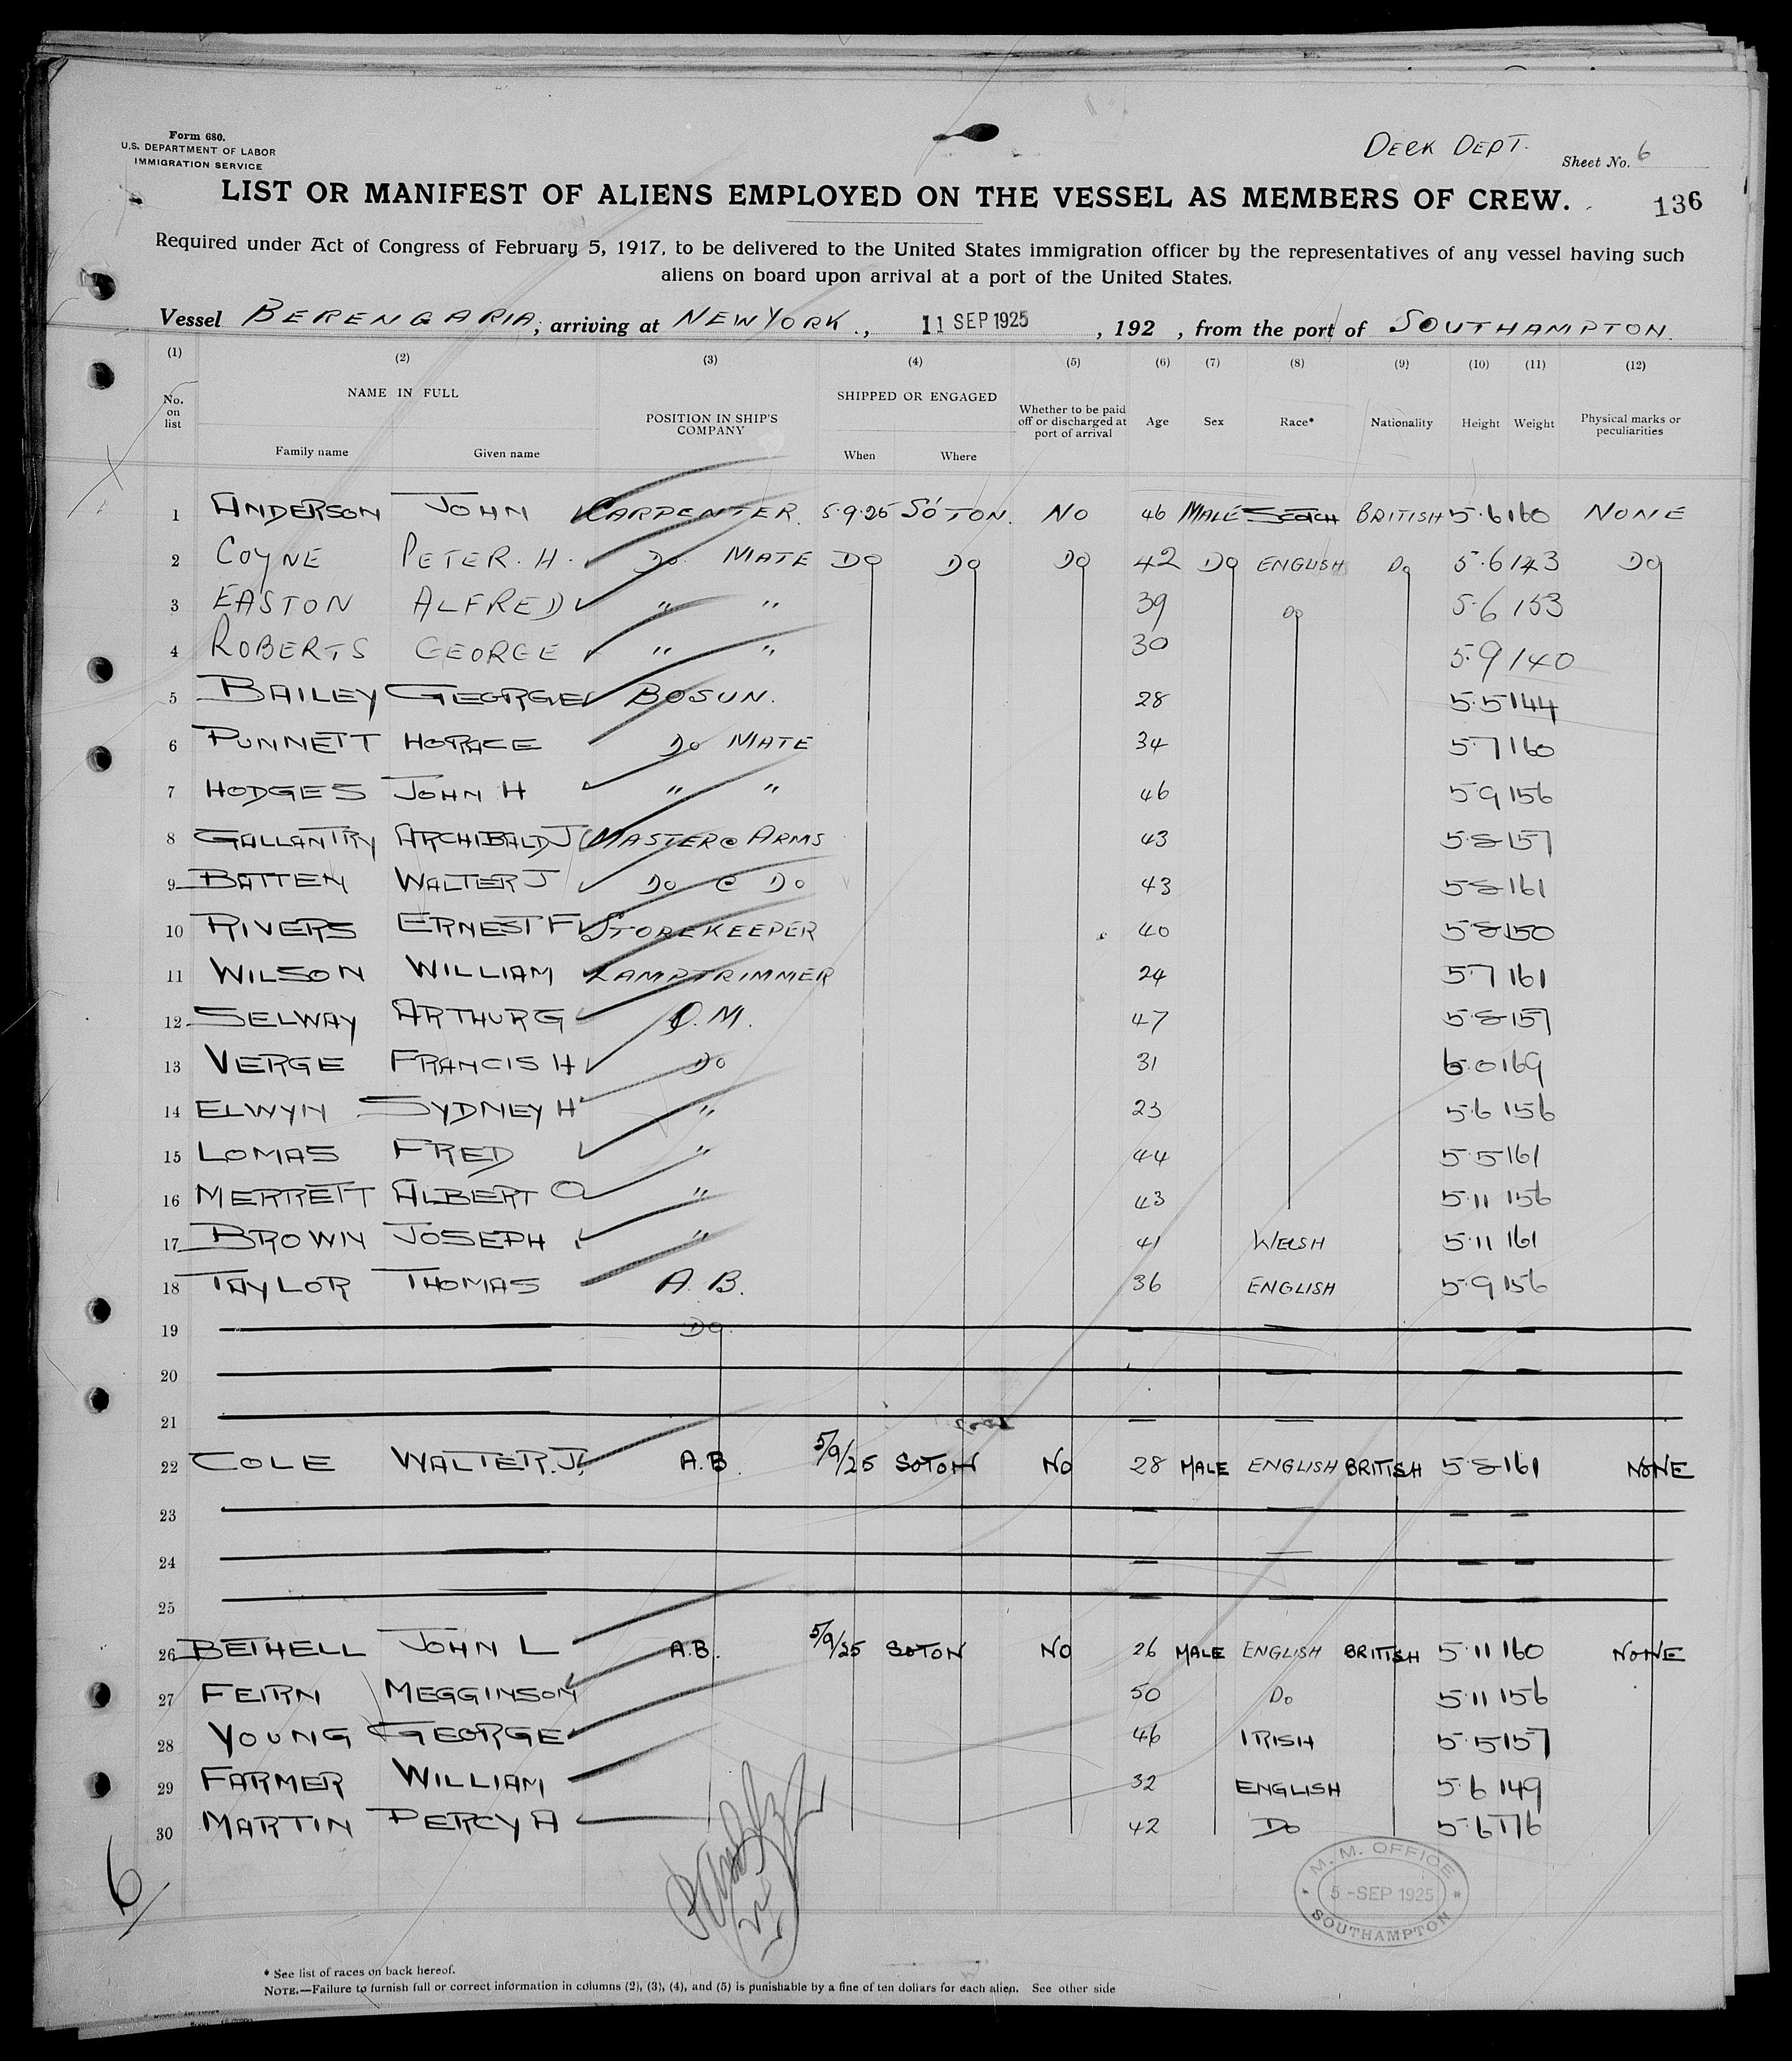 Form 680.
U.S. DEPARTMENT OF LABOR
IMMIGRATION SERVICE
DECK DEPT. Sheet No. 6
LIST OR MANIFEST OF ALIENS EMPLOYED ON THE VESSEL AS MEMBERS OF CREW.
136
Required under Act of Congress of February 5, 1917, to be delivered to the United States immigration officer by the representatives of any vessel having such
aliens on board upon arrival at a port of the United States.
Vessel BERENGARIA, arriving at NEW YORK., 11 SEP 1925, 192 , from the port of SOUTHAMPTON.
(1) (2) (3) (4) (5) (6) (7) (8) (9) (10) (11) (12)
No. on list NAME IN FULL POSITION IN SHIP'S COMPANY SHIPPED OR ENGAGED Whether to be paid off or discharged at port of arrival Age Sex Race* Nationality Height Weight Physical marks or peculiarities
Family name Given name When Where
1 ANDERSON JOHN CARPENTER. 5.9.25 SO'TON. NO 46 MALE SCOTCH BRITISH 5.6 160 NONE
2 COYNE PETER. H. DO MATE DO DO DO 42 DO ENGLISH DO 5.6 143 DO
3 EASTON ALFRED " " 39 DO 5.6 153
4 ROBERTS GEORGE " " 30 5.9 140
5 BAILEY GEORGE BOSUN. 28 5.5 144
6 PUNNETT HORACE DO MATE 34 5.7 160
7 HODGES JOHN H " " 46 5.9 156
8 GALLANTRY ARCHIBALD J MASTER @ ARMS 43 5.8 157
9 BATTEN WALTER J DO @ DO 43 5.8 161
10 RIVERS ERNEST F STOREKEEPER 40 5.8 150
11 WILSON WILLIAM LAMPTRIMMER 24 5.7 161
12 SELWAY ARTHUR G Q.M. 47 5.8 157
13 VERGE FRANCIS H DO 31 6.0 169
14 ELWYN SYDNEY H " 23 5.6 156
15 LOMAS FRED " 44 5.5 161
16 MERRETT ALBERT O " 43 5.11 156
17 BROWN JOSEPH " 41 WELSH 5.11 161
18 TAYLOR THOMAS A.B. 36 ENGLISH 5.9 156
19 DO.
20
21
22 COLE WALTER.J. A.B. 5/9/25 SOTON NO 28 MALE ENGLISH BRITISH 5.8 161 NONE
23
24
25
26 BETHELL JOHN L A.B. 5/9/25 SOTON NO 26 MALE ENGLISH BRITISH 5.11 160 NONE
27 FEIRN MEGGINSON 50 DO 5.11 156
28 YOUNG GEORGE 46 IRISH 5.5 157
29 FARMER WILLIAM 32 ENGLISH 5.6 149
30 MARTIN PERCY A 42 DO 5.6 176
6
M.M. OFFICE
5-SEP 1925
SOUTHAMPTON
* See list of races on back hereof.
NOTE.—Failure to furnish full or correct information in columns (2), (3), (4), and (5) is punishable by a fine of ten dollars for each alien. See other side